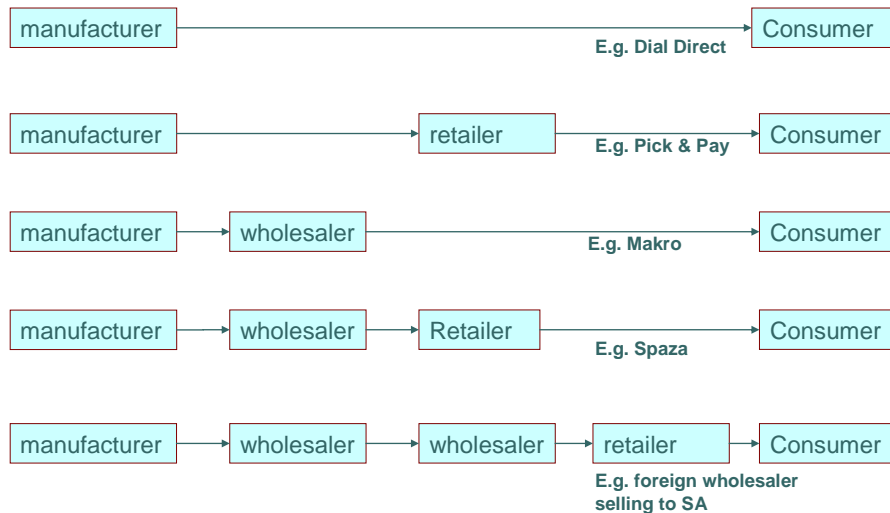 manufacturer Consumer
E.g. Dial Direct
manufacturer retailer Consumer
E.g. Pick & Pay
manufacturer wholesaler Consumer
E.g. Makro
manufacturer wholesaler Retailer Consumer
E.g. Spaza
manufacturer wholesaler wholesaler retailer Consumer
E.g. foreign wholesaler
selling to SA